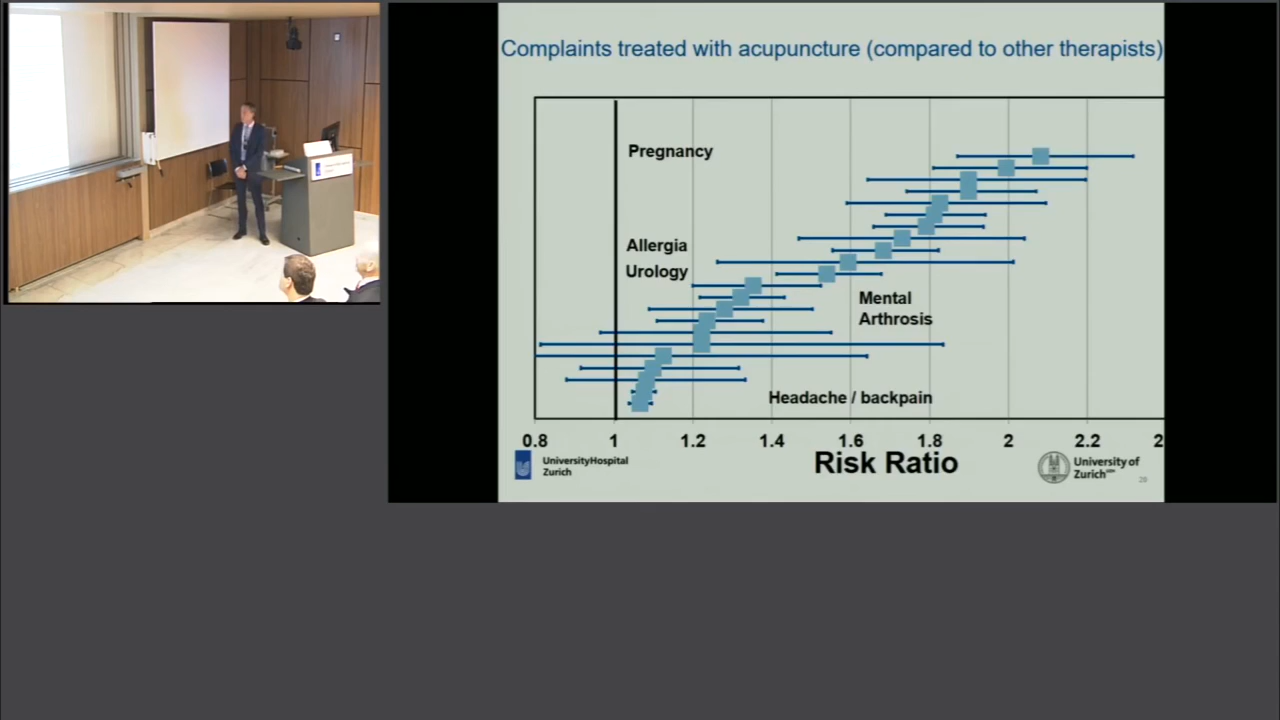 Complaints treated with acupuncture (compared to other therapists)
Pregnancy
Allergia
Urology
Mental
Arthrosis
Headache / backpain
0.8 1 1.2 1.4 1.6 1.8 2 2.2 2
Risk Ratio
UniversityHospital
Zurich
University of
Zurich
20